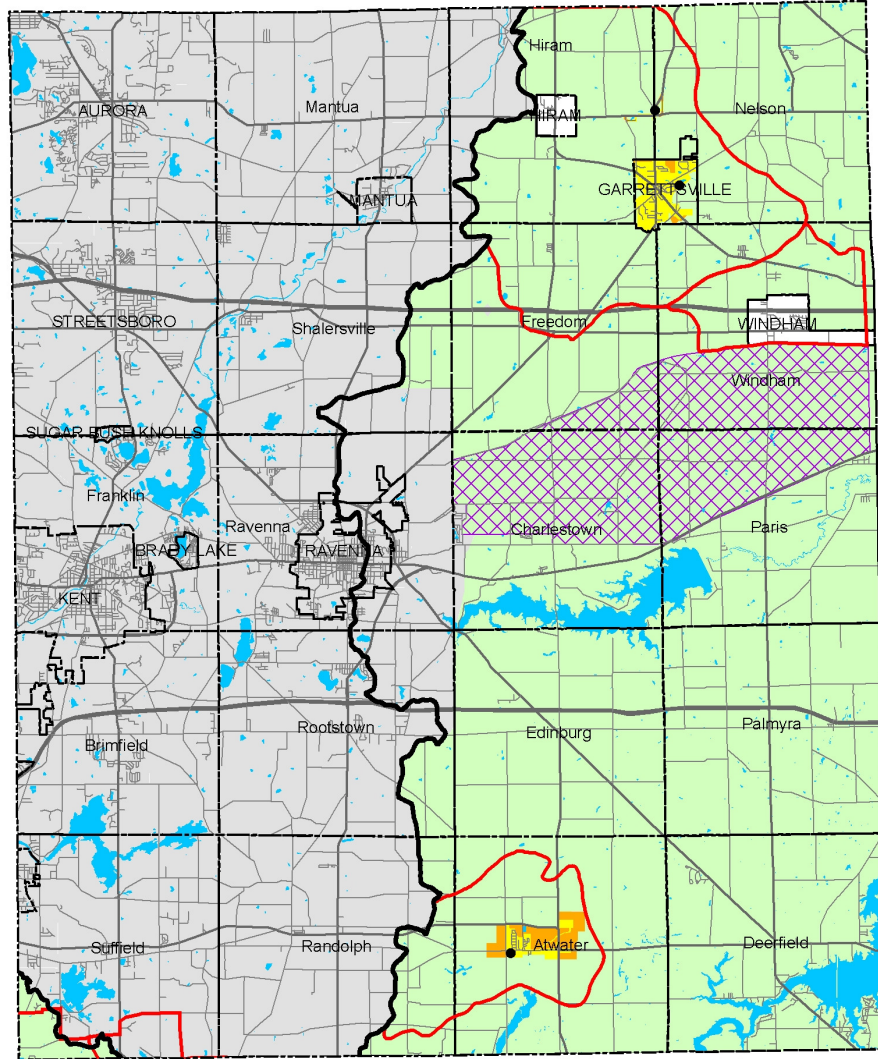 Hiram
AURORA
Mantua
HIRAM
Nelson
MANTUA
GARRETTSVILLE
STREETSBORO
Shalersville
Freedom
WINDHAM
Windham
SUGAR BUSH KNOLLS
Franklin
Ravenna
Charlestown
Paris
BRADY LAKE
RAVENNA
KENT
Brimfield
Rootstown
Edinburg
Palmyra
Suffield
Randolph
Atwater
Deerfield